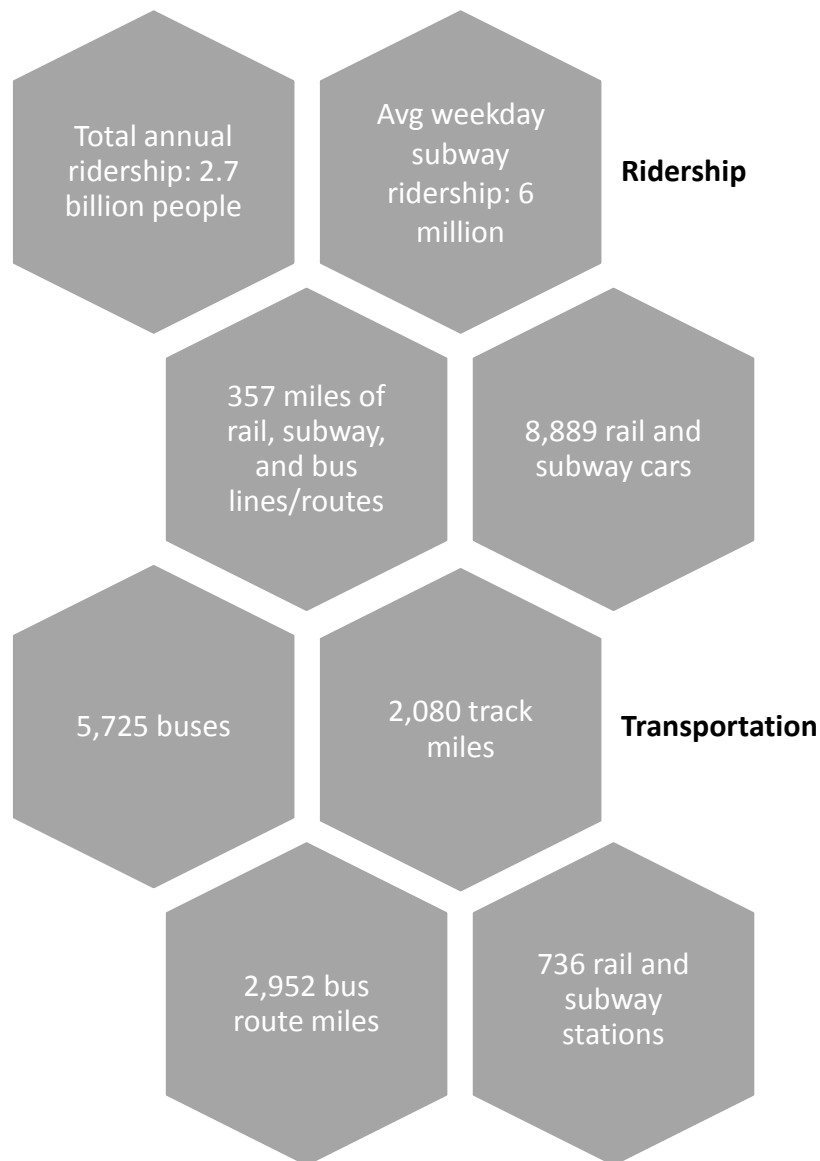 Total annual
ridership: 2.7
billion people
Avg weekday
subway
ridership: 6
million
Ridership
357 miles of
rail, subway,
and bus
lines/routes
8,889 rail and
subway cars
5,725 buses
2,080 track
miles
Transportation
2,952 bus
route miles
736 rail and
subway
stations